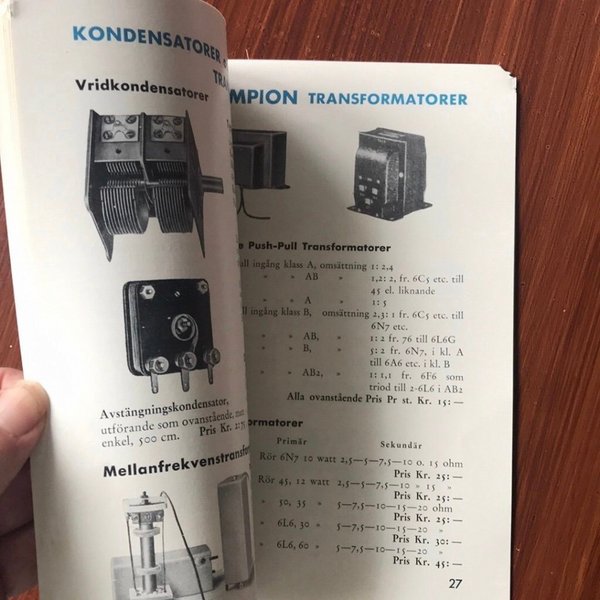 KONDENSATORER
Vridkondensatorer
Avstängningskondensator,
utförande som ovanstående, men
enkel, 500 cm. Pris Kr. 2:75
Mellanfrekvenstransfor
MPION TRANSFORMATORER
Push-Pull Transformatorer
ingång klass A, omsättning 1: 2,4
» » AB » 1,2: 2, fr. 6C5 etc. till
45 el. liknande
» » A » 1: 5
ingång klass B, omsättning 2,3: 1 fr. 6C5 etc. till
6N7 etc.
» » AB, » 1: 2 fr. 76 till 6L6G
» » B, » 5: 2 fr. 6N7, i kl. A
till 6A6 etc. i kl. B
» » AB2, » 1: 1,1 fr. 6F6 som
triod till 2-6L6 i AB2
Alla ovanstående Pris Pr st. Kr. 15:—
formatorer
Primär Sekundär
Rör 6N7 10 watt 2,5—5—7,5—10 o. 15 ohm
Pris Kr. 25:—
Rör 45, 12 watt 2,5—5—7,5—10 » 15 »
Pris Kr. 25:—
» 50, 35 » 5—7,5—10—15—20 ohm
Pris Kr. 25:—
» 6L6, 30 » 5—7,5—10—15—20 »
Pris Kr. 30:—
» 6L6, 60 » 5—7,5—10—15—20 »
Pris Kr. 45:—
27